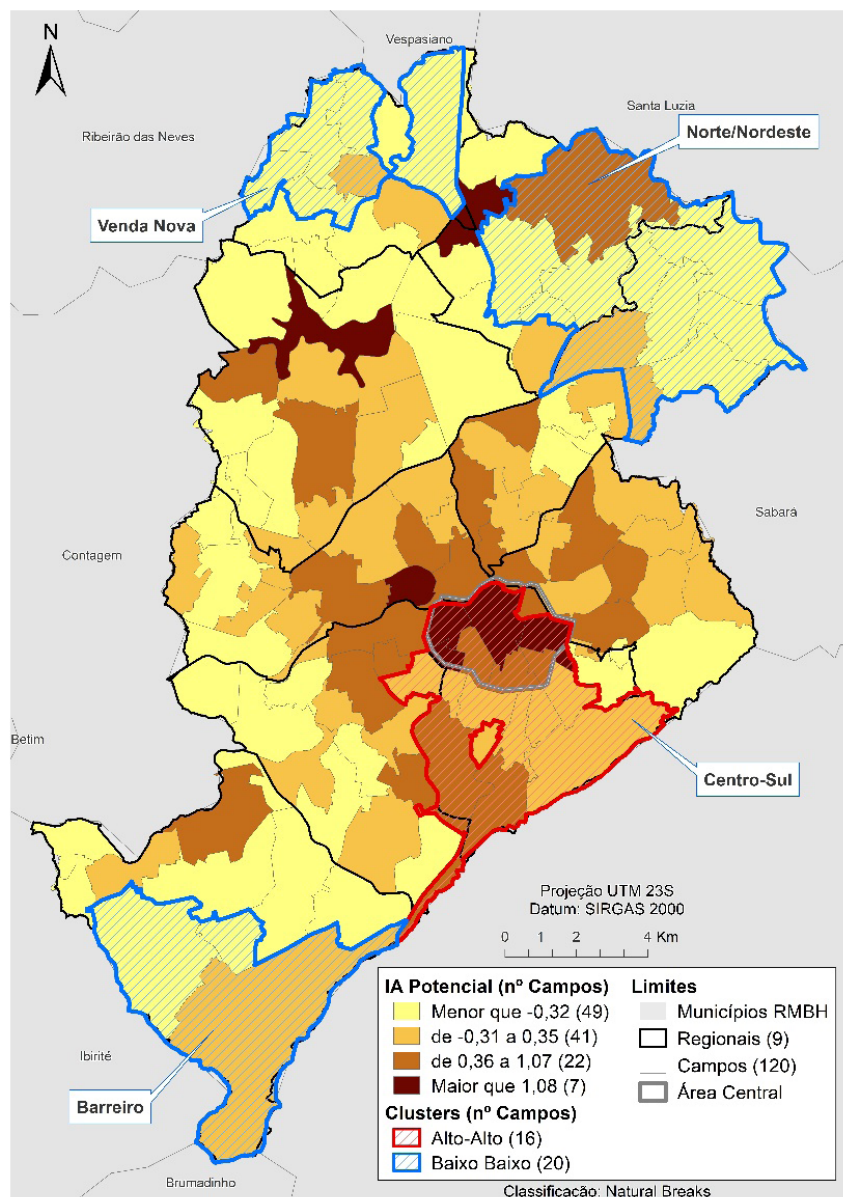 N
Vespasiano
Santa Luzia
Ribeirão das Neves
Norte/Nordeste
Venda Nova
Sabará
Contagem
Betim
Centro-Sul
Projeção UTM 23S
Datum: SIRGAS 2000
0 1 2 4 Km
IA Potencial (nº Campos)
Menor que -0,32 (49)
de -0,31 a 0,35 (41)
de 0,36 a 1,07 (22)
Maior que 1,08 (7)
Clusters (nº Campos)
Alto-Alto (16)
Baixo Baixo (20)
Limites
Municípios RMBH
Regionais (9)
Campos (120)
Área Central
Ibirité
Barreiro
Brumadinho
Classificação: Natural Breaks